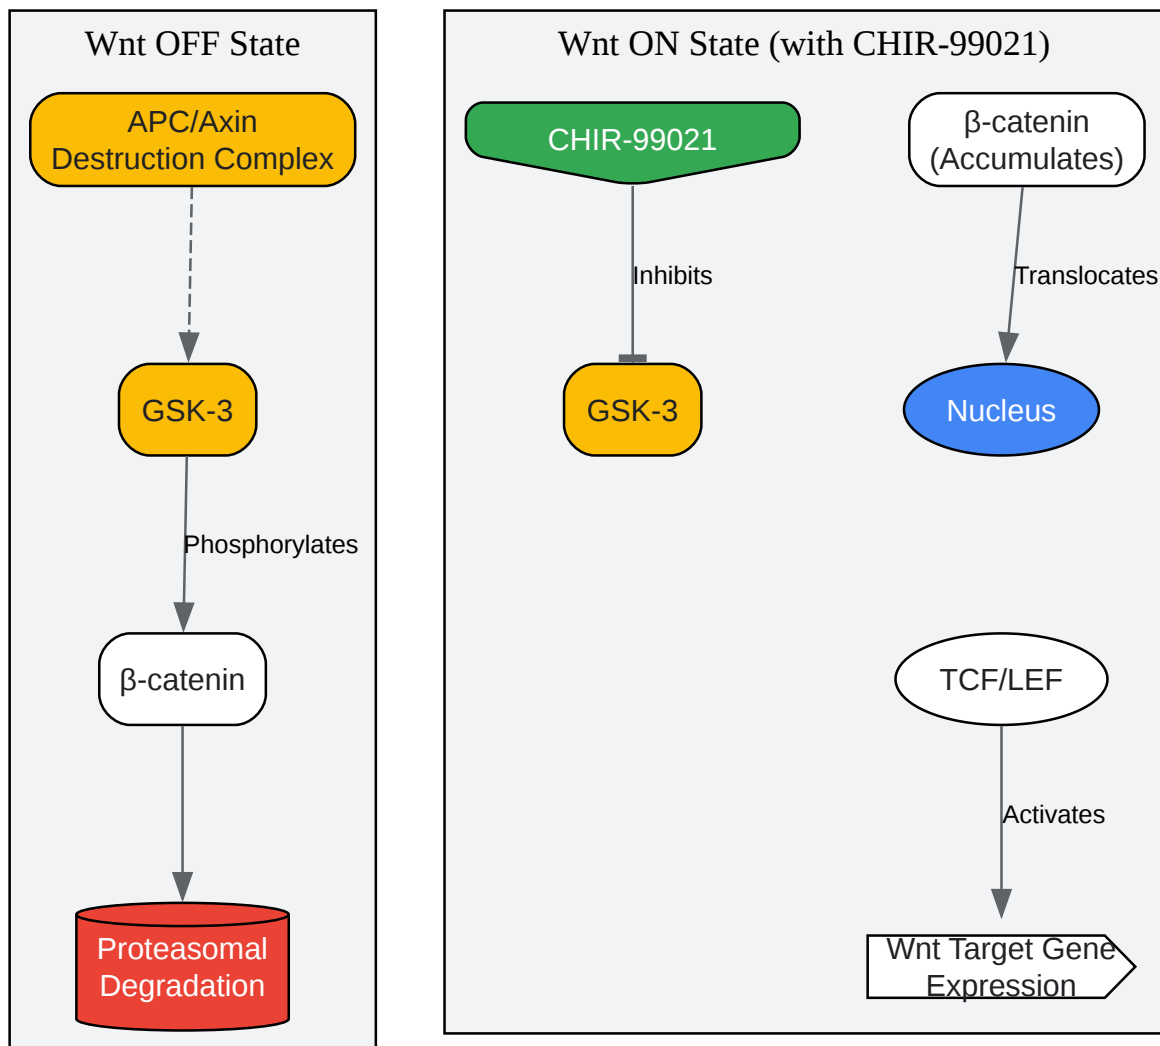 Wnt OFF State
APC/Axin
Destruction Complex
GSK-3
Phosphorylates
β-catenin
Proteasomal
Degradation
Wnt ON State (with CHIR-99021)
CHIR-99021
Inhibits
GSK-3
β-catenin
(Accumulates)
Translocates
Nucleus
TCF/LEF
Activates
Wnt Target Gene
Expression